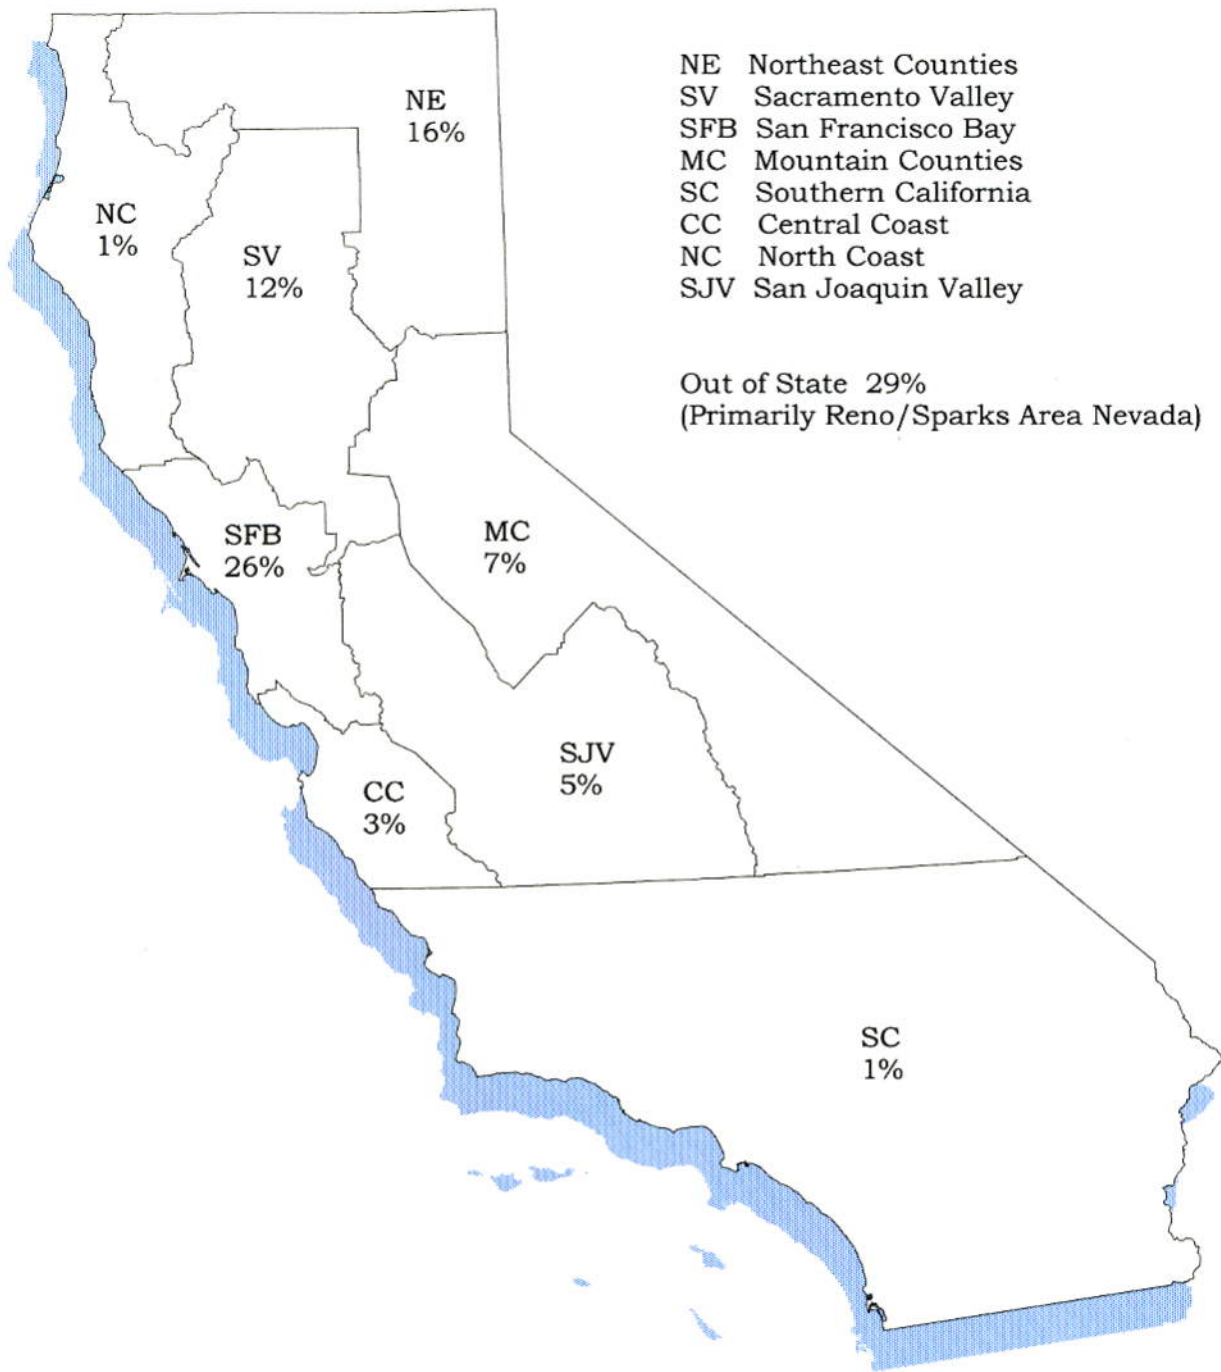 NE Northeast Counties
SV Sacramento Valley
SFB San Francisco Bay
MC Mountain Counties
SC Southern California
CC Central Coast
NC North Coast
SJV San Joaquin Valley
Out of State 29%
(Primarily Reno/Sparks Area Nevada)
NE
16%
NC
1%
SV
12%
SFB
26%
MC
7%
SJV
5%
CC
3%
SC
1%